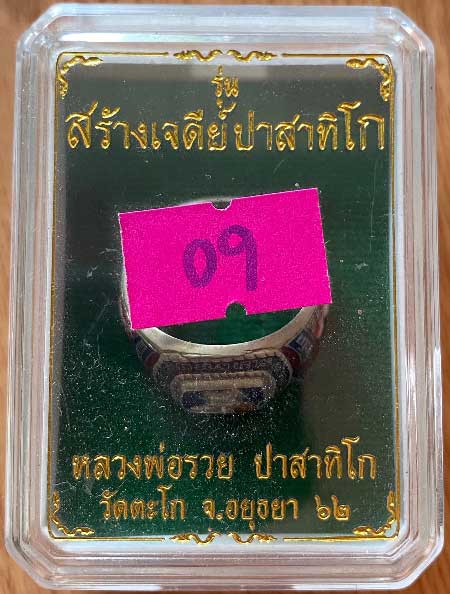 รุ่น
สร้างเจดีย์ปาสาทิโก
09
หลวงพ่อรวย ปาสาทิโก
วัดตะโก จ.อยุธยา ๖๒